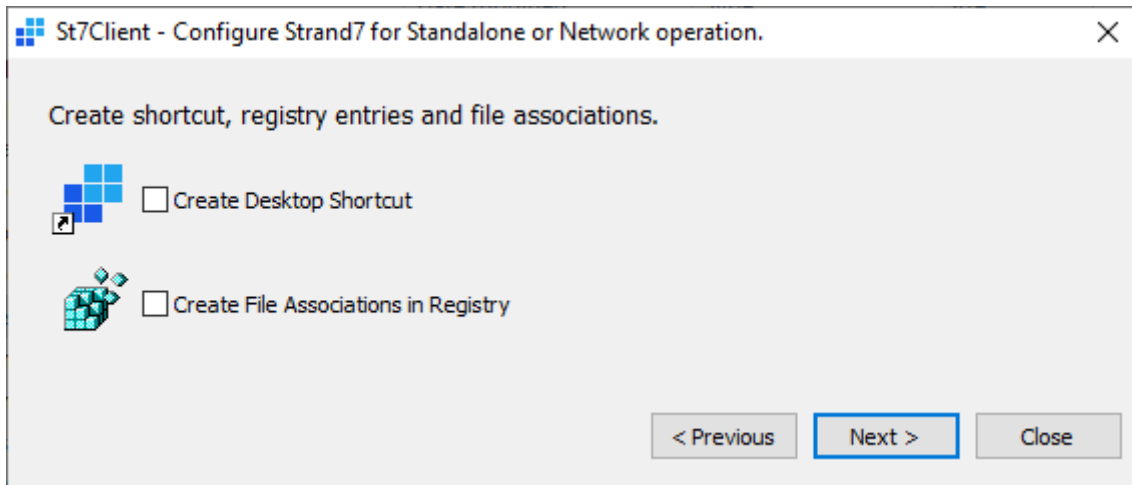 St7Client - Configure Strand7 for Standalone or Network operation.
Create shortcut, registry entries and file associations.
Create Desktop Shortcut
Create File Associations in Registry
< Previous
Next >
Close